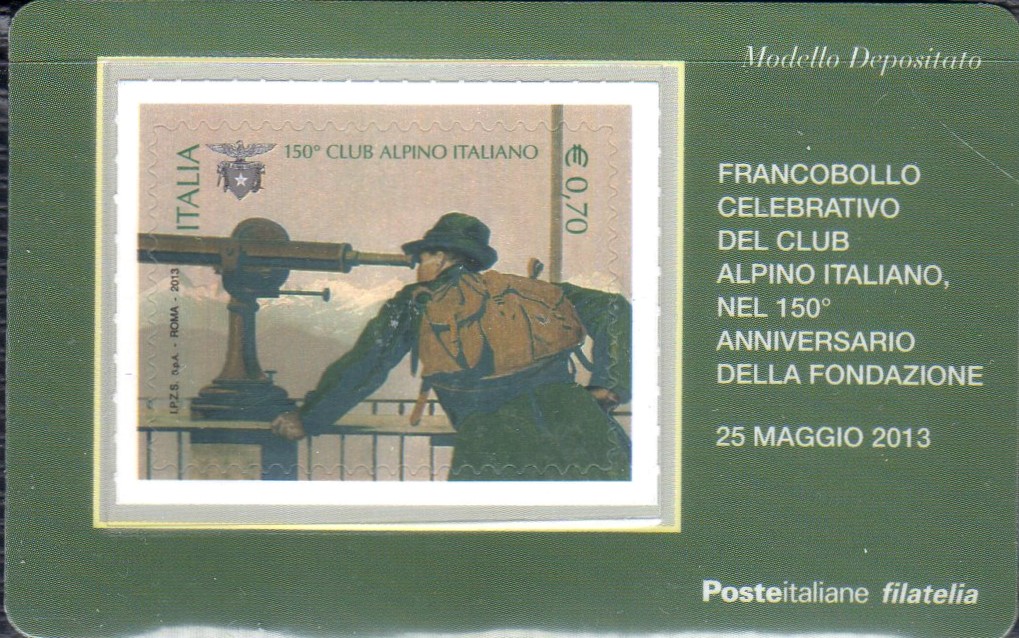 Modello Depositato
150° CLUB ALPINO ITALIANO
ITALIA
€ 0,70
I.P.Z.S. S.p.A. - ROMA - 2013
FRANCOBOLLO
CELEBRATIVO
DEL CLUB
ALPINO ITALIANO,
NEL 150°
ANNIVERSARIO
DELLA FONDAZIONE
25 MAGGIO 2013
Posteitaliane filatelia